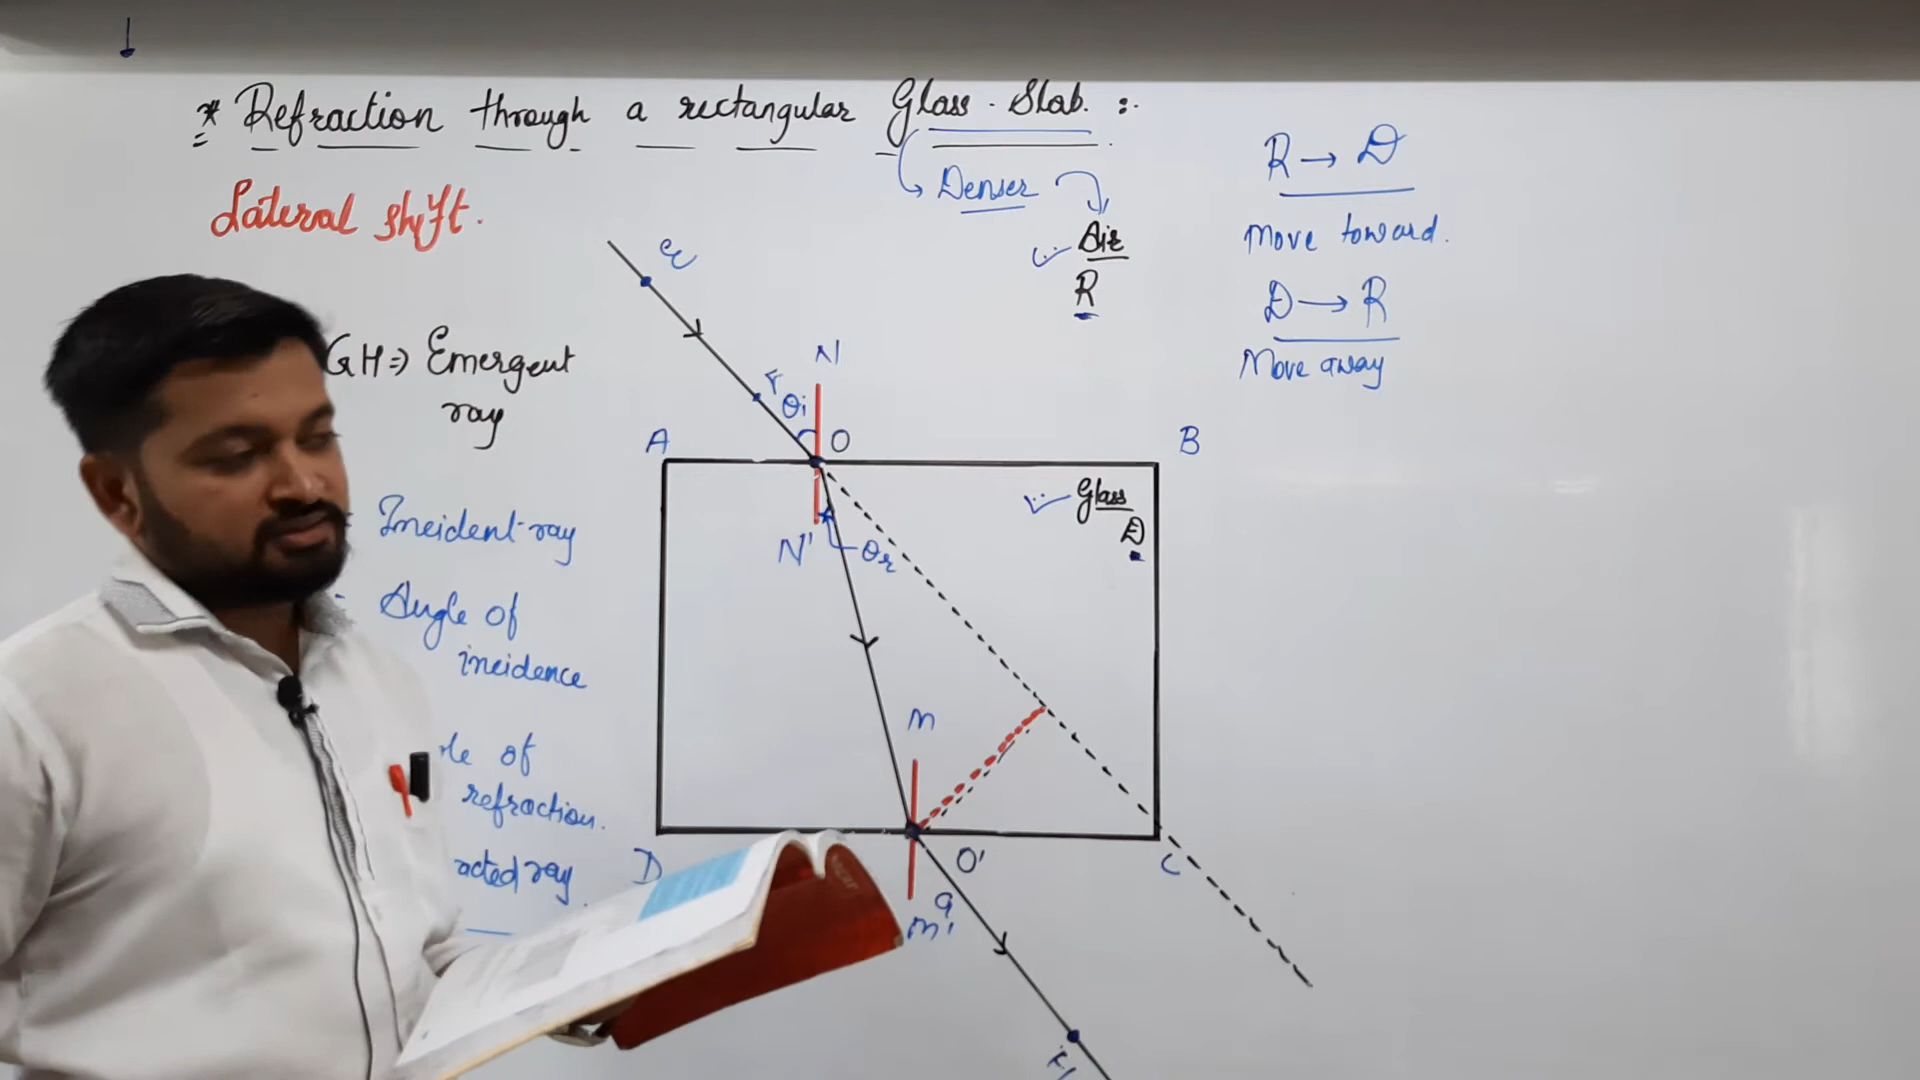 * Refraction through a rectangular Glass-Slab. :-
Lateral shift.
Denser
Air
R
R → D
Move toward.
D → R
Move away
GH => Emergent
ray
Incident-ray
Angle of
incidence
of
refraction.
acted ray
E
F
θi
N
O
A
B
Glass
D
N'
θr
M
D
O'
C
G
M'
H